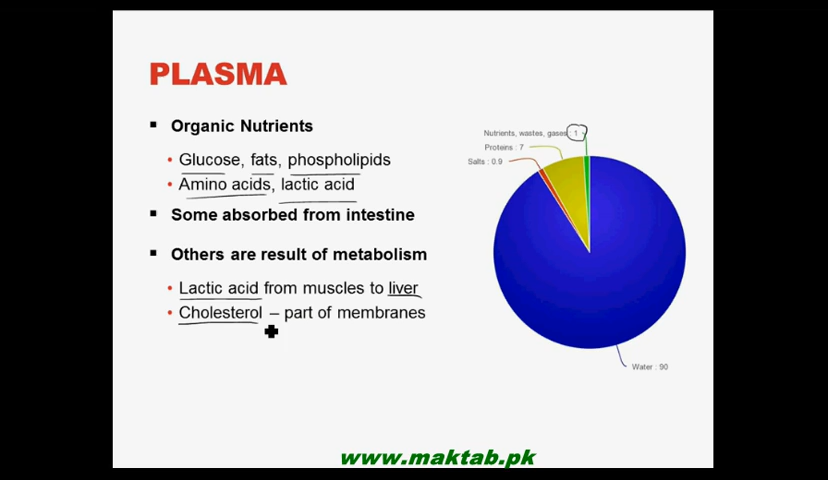 PLASMA
▪ Organic Nutrients
• Glucose, fats, phospholipids
• Amino acids, lactic acid
▪ Some absorbed from intestine
▪ Others are result of metabolism
• Lactic acid from muscles to liver
• Cholesterol – part of membranes
Nutrients, wastes, gases : 1
Proteins : 7
Salts : 0.9
Water : 90
www.maktab.pk